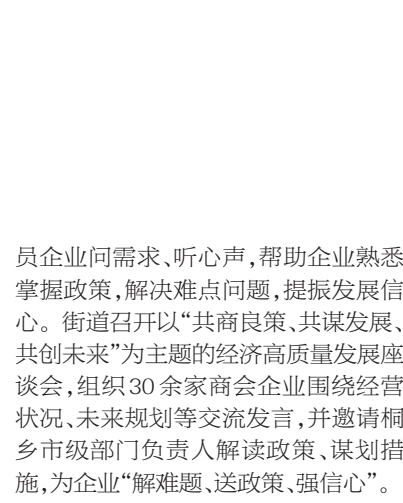 员企业问需求、听心声，帮助企业熟悉
掌握政策，解决难点问题，提振发展信
心。街道召开以“共商良策、共谋发展、
共创未来”为主题的经济高质量发展座
谈会，组织30余家商会企业围绕经营
状况、未来规划等交流发言，并邀请桐
乡市级部门负责人解读政策、谋划措
施，为企业“解难题、送政策、强信心”。